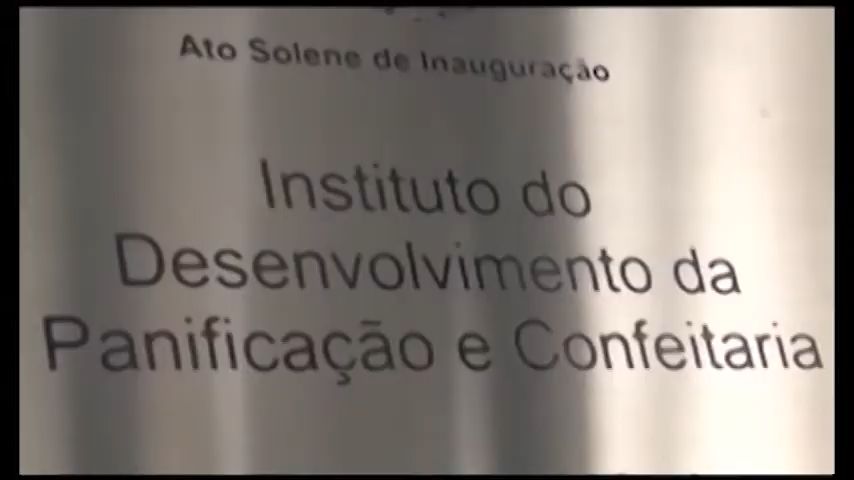 Ato Solene de Inauguração
Instituto do
Desenvolvimento da
Panificação e Confeitaria